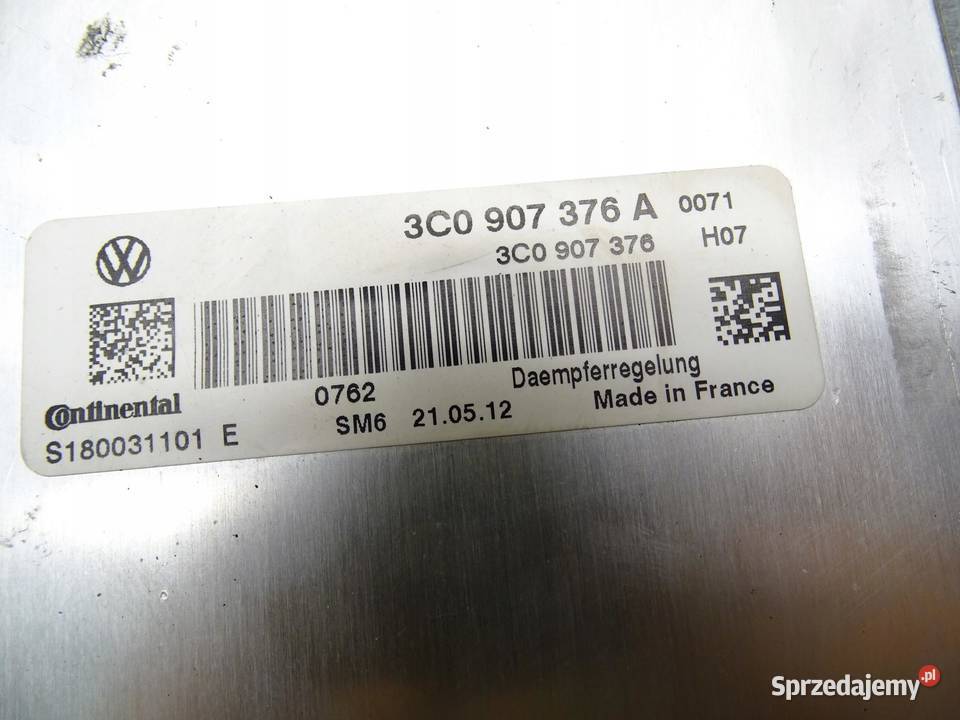 3C0 907 376 A 0071
3C0 907 376 H07
0762 Daempferregelung
Continental SM6 21.05.12 Made in France
S180031101 E
Sprzedajemy.pl